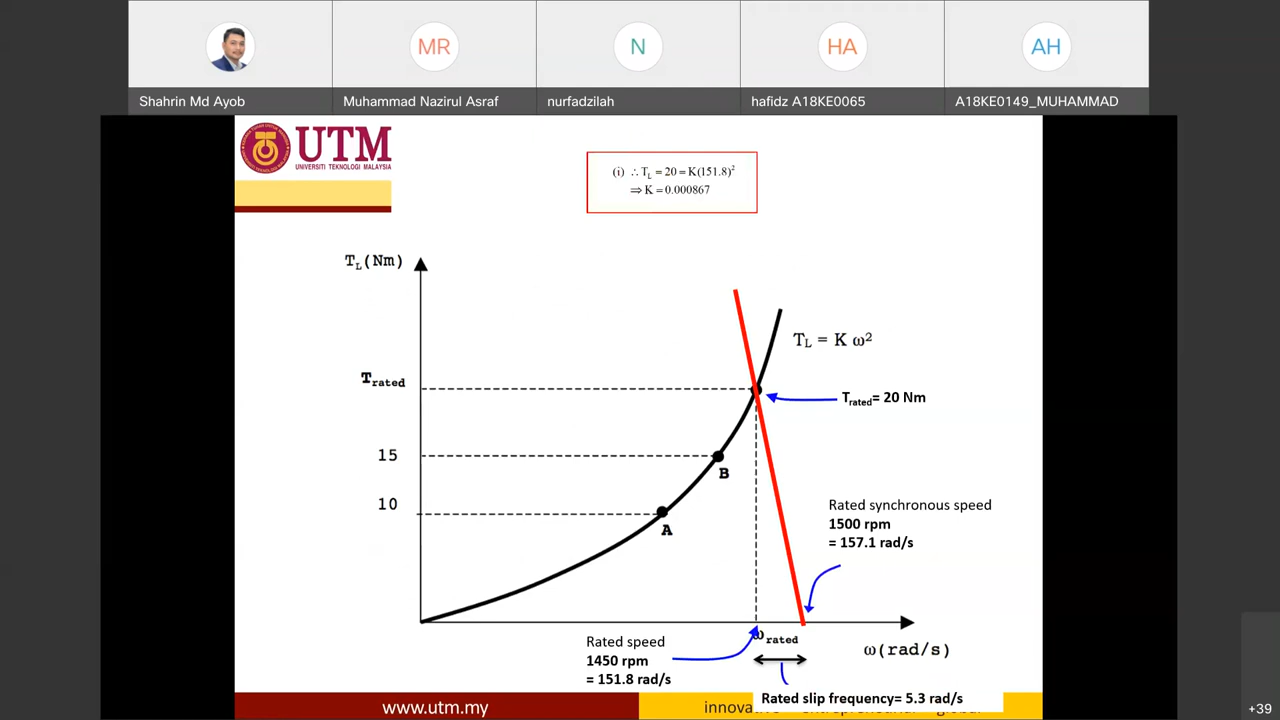 MR
N
HA
AH
Shahrin Md Ayob
Muhammad Nazirul Asraf
nurfadzilah
hafidz A18KE0065
A18KE0149_MUHAMMAD
UTM
UNIVERSITI TEKNOLOGI MALAYSIA
(i) ∴T_L = 20 = K(151.8)²
⇒ K = 0.000867
T_L(Nm)
T_L = K ω²
T_rated
T_rated= 20 Nm
15
B
10
A
Rated synchronous speed
1500 rpm
= 157.1 rad/s
ω_rated
Rated speed
1450 rpm
= 151.8 rad/s
ω(rad/s)
Rated slip frequency= 5.3 rad/s
www.utm.my
+39